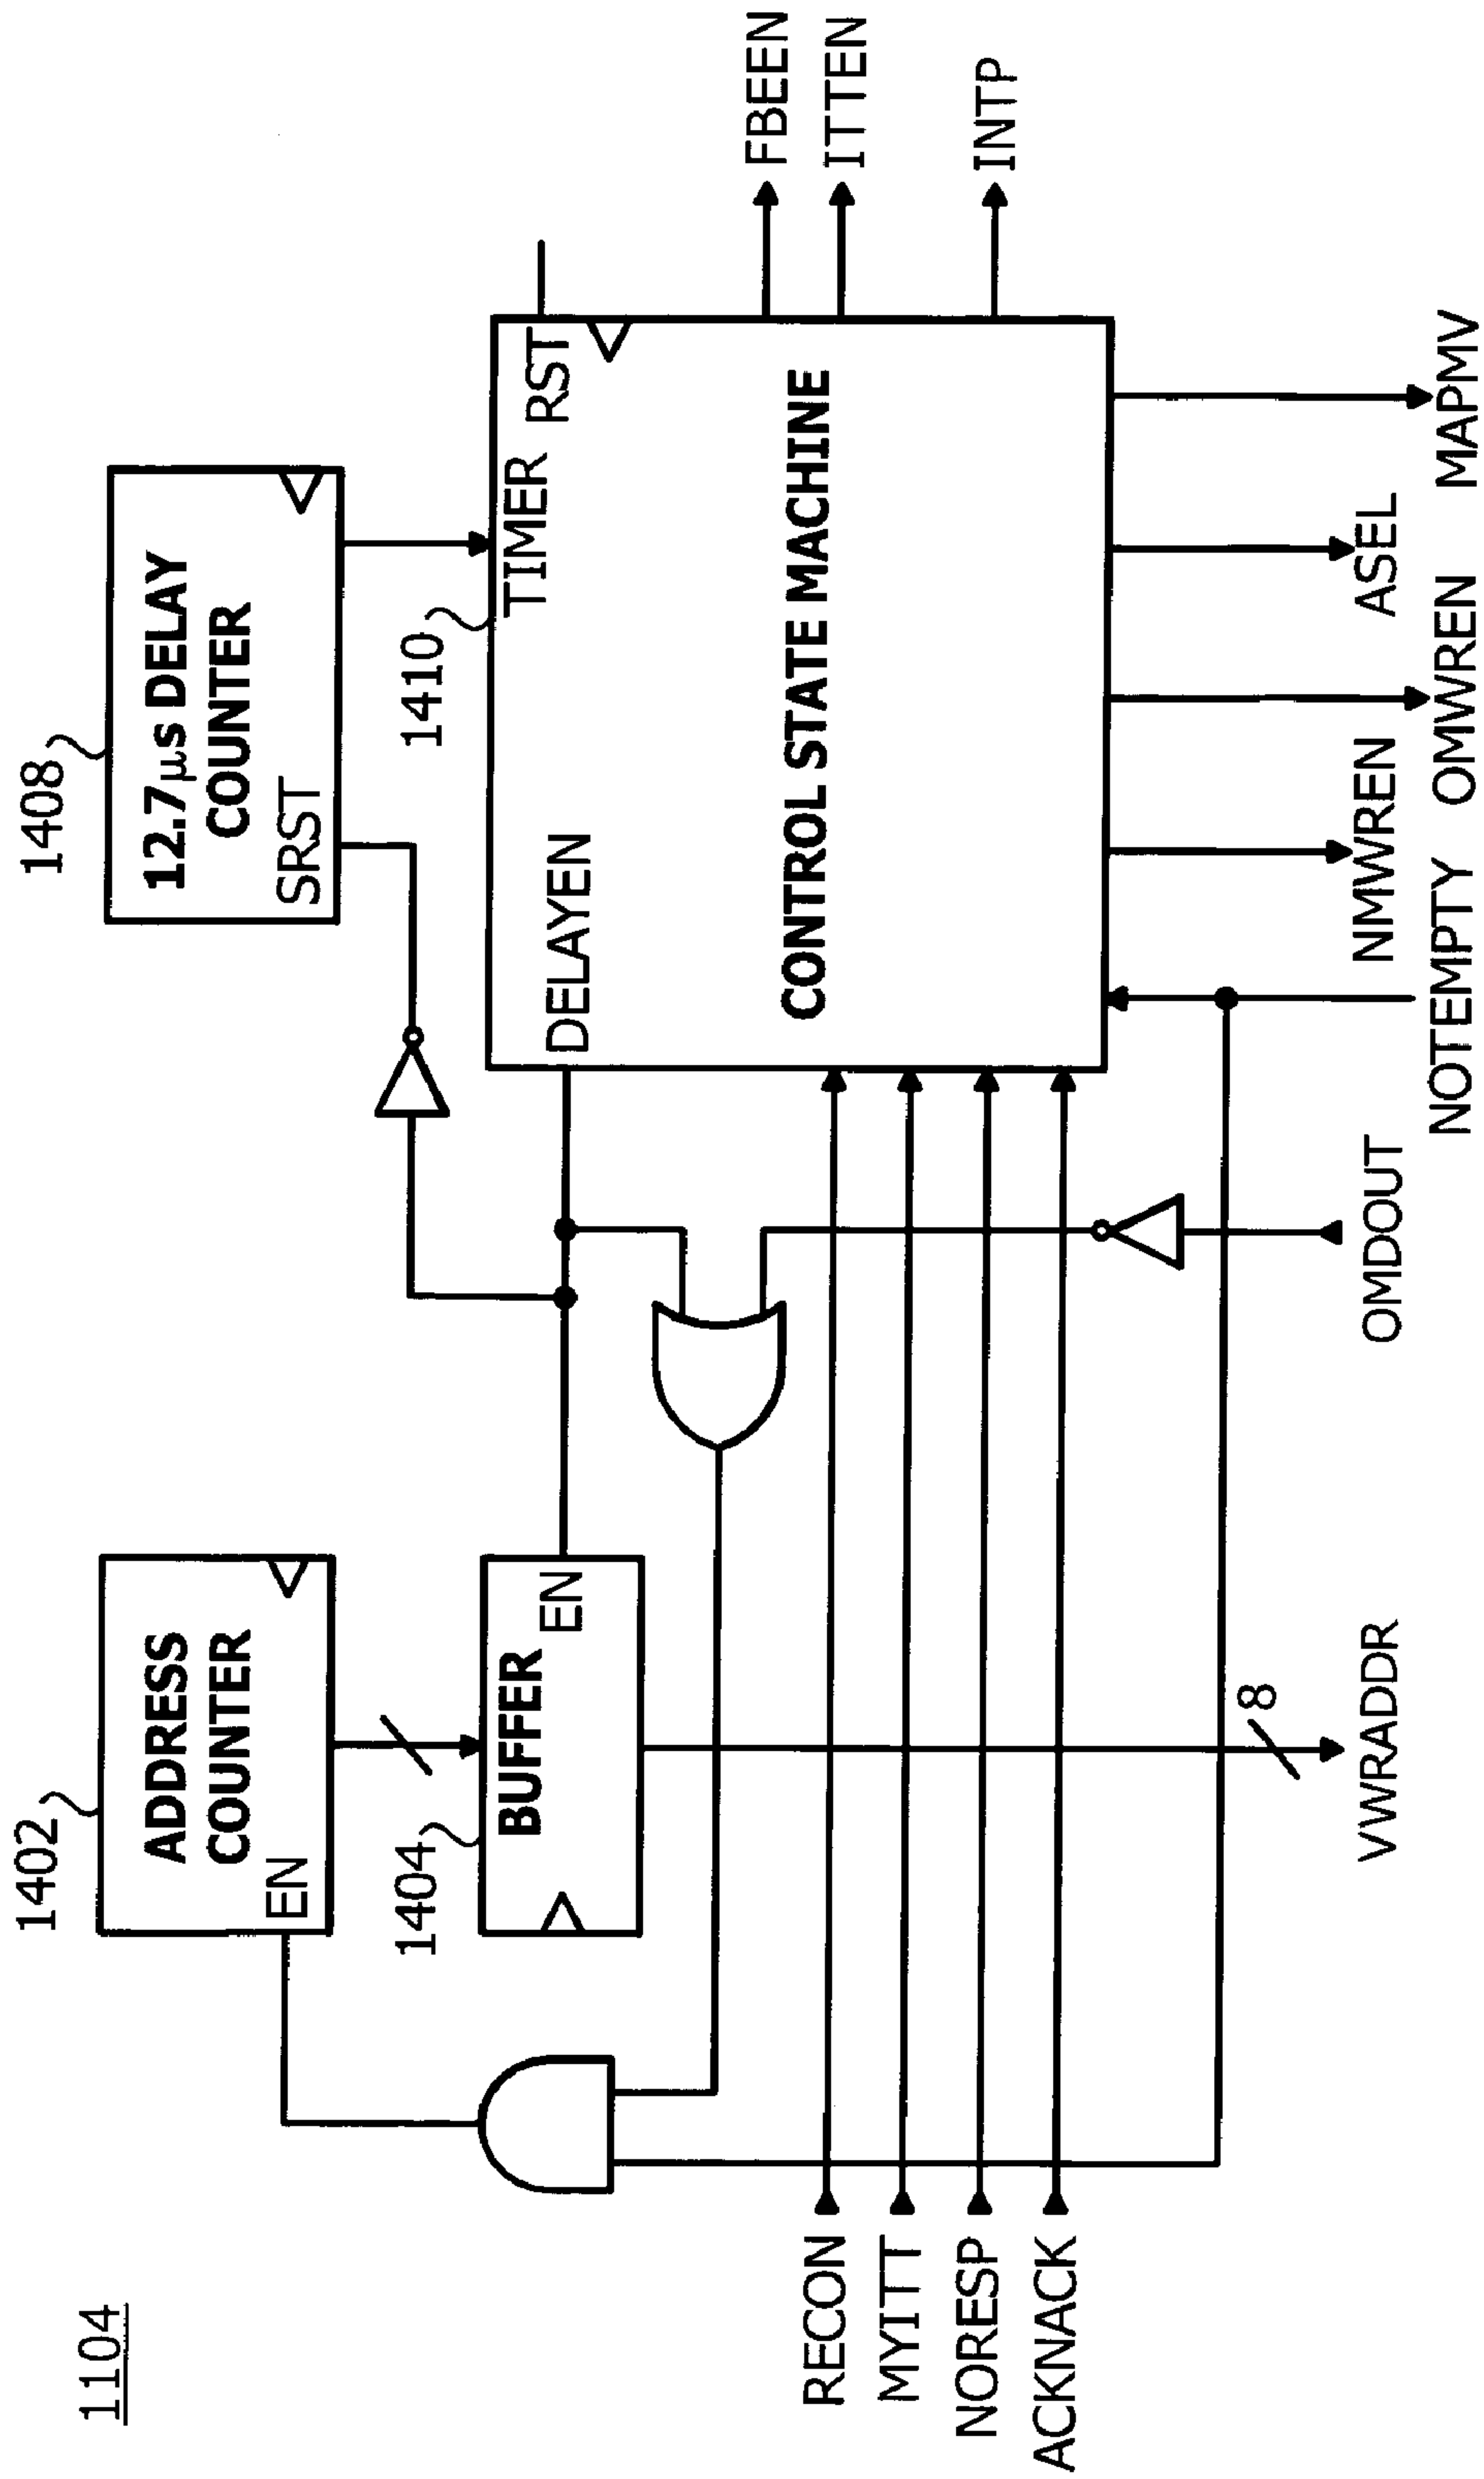 1104
1402
ADDRESS
COUNTER
EN
1404
BUFFER
EN
1408
12.7μs DELAY
COUNTER
SRST
1410
DELAYEN
TIMER
RST
CONTROL STATE MACHINE
RECON
MYITT
NORESP
ACKNACK
FBEEN
ITTEN
INTP
8
VWRADDR
OMDOUT
NOTEMPTY
NMWREN
OMWREN
ASEL
MAPMV